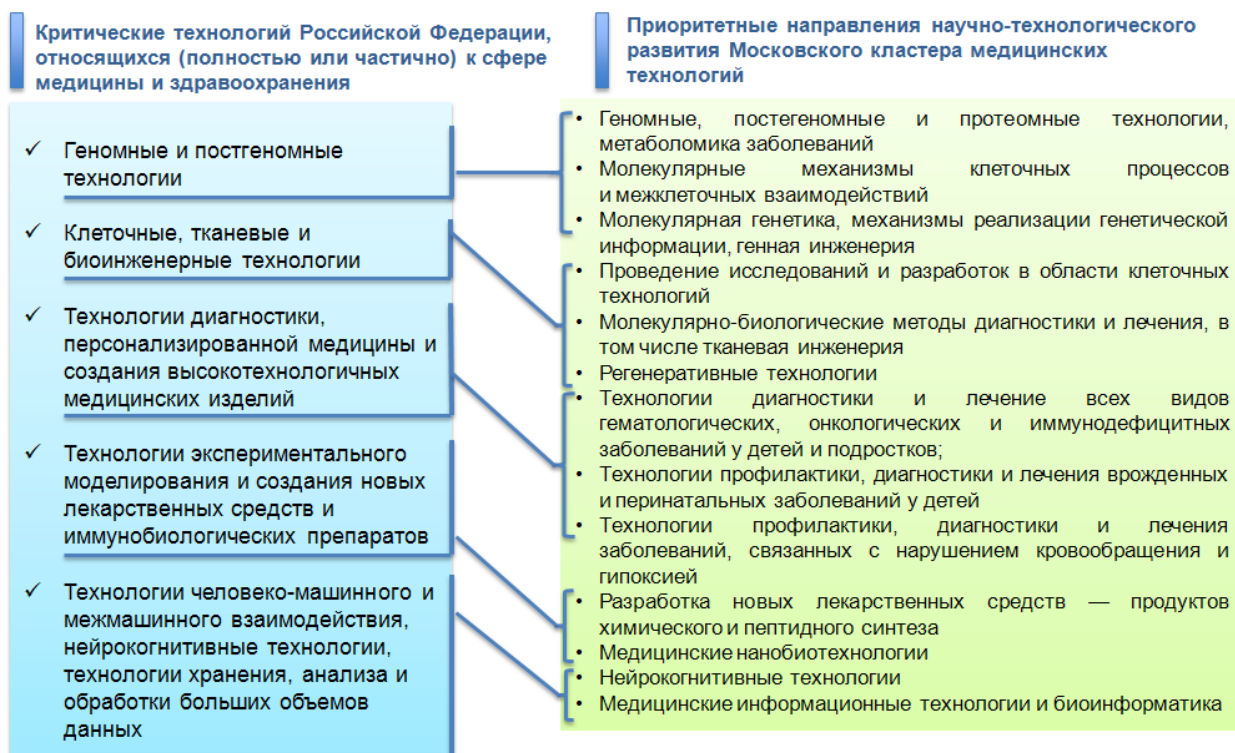 Критические технологий Российской Федерации,
относящихся (полностью или частично) к сфере
медицины и здравоохранения
✓ Геномные и постгеномные
технологии
✓ Клеточные, тканевые и
биоинженерные технологии
✓ Технологии диагностики,
персонализированной медицины и
создания высокотехнологичных
медицинских изделий
✓ Технологии экспериментального
моделирования и создания новых
лекарственных средств и
иммунобиологических препаратов
✓ Технологии человеко-машинного и
межмашинного взаимодействия,
нейрокогнитивные технологии,
технологии хранения, анализа и
обработки больших объемов
данных
Приоритетные направления научно-технологического
развития Московского кластера медицинских
технологий
• Геномные, постегеномные и протеомные технологии,
метаболомика заболеваний
• Молекулярные механизмы клеточных процессов
и межклеточных взаимодействий
• Молекулярная генетика, механизмы реализации генетической
информации, генная инженерия
• Проведение исследований и разработок в области клеточных
технологий
• Молекулярно-биологические методы диагностики и лечения, в
том числе тканевая инженерия
• Регенеративные технологии
• Технологии диагностики и лечение всех видов
гематологических, онкологических и иммунодефицитных
заболеваний у детей и подростков;
• Технологии профилактики, диагностики и лечения врожденных
и перинатальных заболеваний у детей
• Технологии профилактики, диагностики и лечения
заболеваний, связанных с нарушением кровообращения и
гипоксией
• Разработка новых лекарственных средств — продуктов
химического и пептидного синтеза
• Медицинские нанобиотехнологии
• Нейрокогнитивные технологии
• Медицинские информационные технологии и биоинформатика